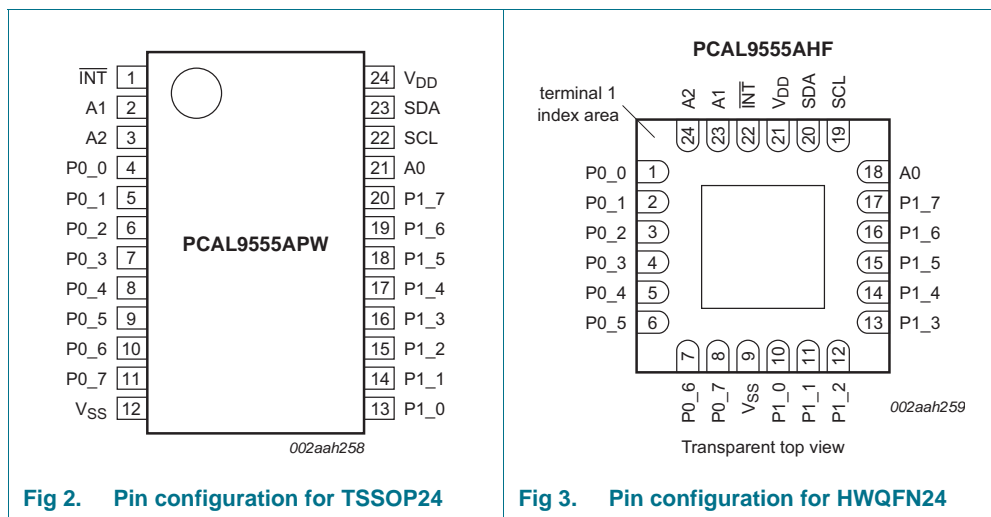 INT 1
A1 2
A2 3
P0_0 4
P0_1 5
P0_2 6
P0_3 7
P0_4 8
P0_5 9
P0_6 10
P0_7 11
VSS 12
PCAL9555APW
24 VDD
23 SDA
22 SCL
21 A0
20 P1_7
19 P1_6
18 P1_5
17 P1_4
16 P1_3
15 P1_2
14 P1_1
13 P1_0
002aah258
Fig 2. Pin configuration for TSSOP24
PCAL9555AHF
terminal 1
index area
A2 A1 INT VDD SDA SCL
24 23 22 21 20 19
P0_0 1
P0_1 2
P0_2 3
P0_3 4
P0_4 5
P0_5 6
18 A0
17 P1_7
16 P1_6
15 P1_5
14 P1_4
13 P1_3
7 8 9 10 11 12
P0_6 P0_7 VSS P1_0 P1_1 P1_2
002aah259
Transparent top view
Fig 3. Pin configuration for HWQFN24